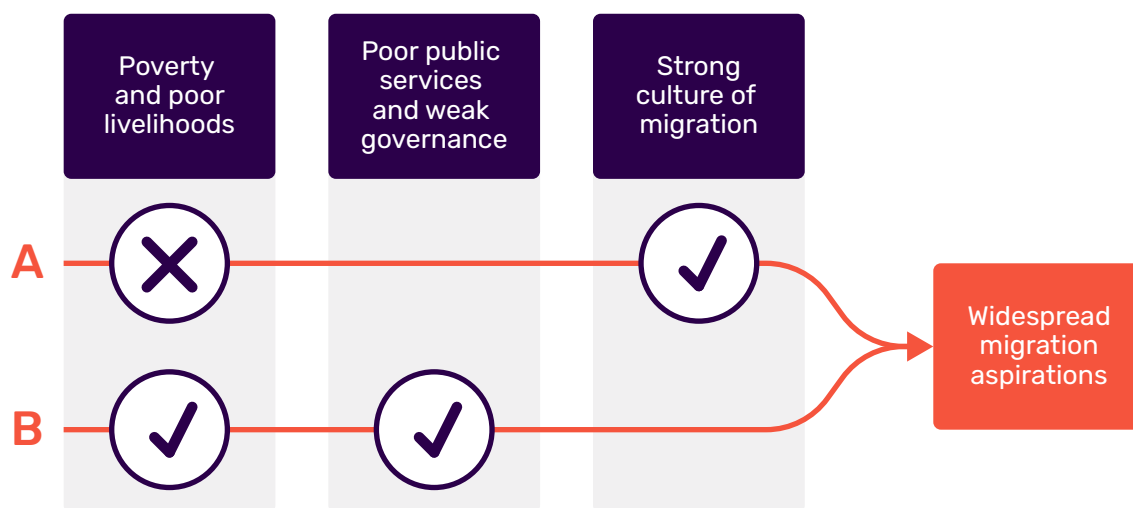 Poverty
and poor
livelihoods
Poor public
services
and weak
governance
Strong
culture of
migration
A
B
Widespread
migration
aspirations